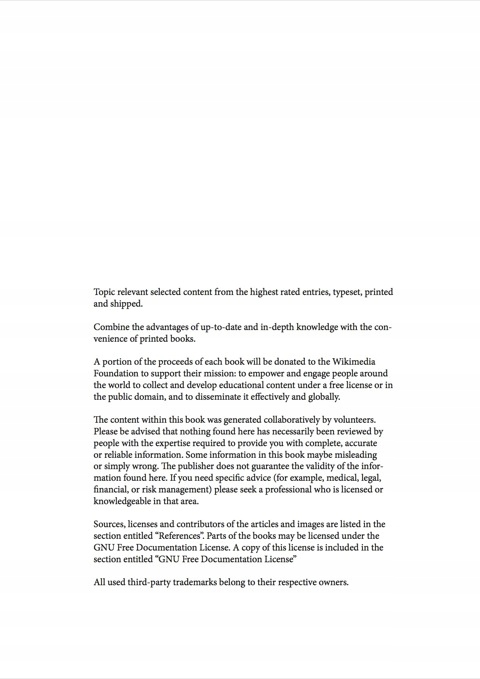 Topic relevant selected content from the highest rated entries, typeset, printed
and shipped.
Combine the advantages of up-to-date and in-depth knowledge with the con-
venience of printed books.
A portion of the proceeds of each book will be donated to the Wikimedia
Foundation to support their mission: to empower and engage people around
the world to collect and develop educational content under a free license or in
the public domain, and to disseminate it effectively and globally.
The content within this book was generated collaboratively by volunteers.
Please be advised that nothing found here has necessarily been reviewed by
people with the expertise required to provide you with complete, accurate
or reliable information. Some information in this book maybe misleading
or simply wrong. The publisher does not guarantee the validity of the infor-
mation found here. If you need specific advice (for example, medical, legal,
financial, or risk management) please seek a professional who is licensed or
knowledgeable in that area.
Sources, licenses and contributors of the articles and images are listed in the
section entitled “References”. Parts of the books may be licensed under the
GNU Free Documentation License. A copy of this license is included in the
section entitled “GNU Free Documentation License”
All used third-party trademarks belong to their respective owners.